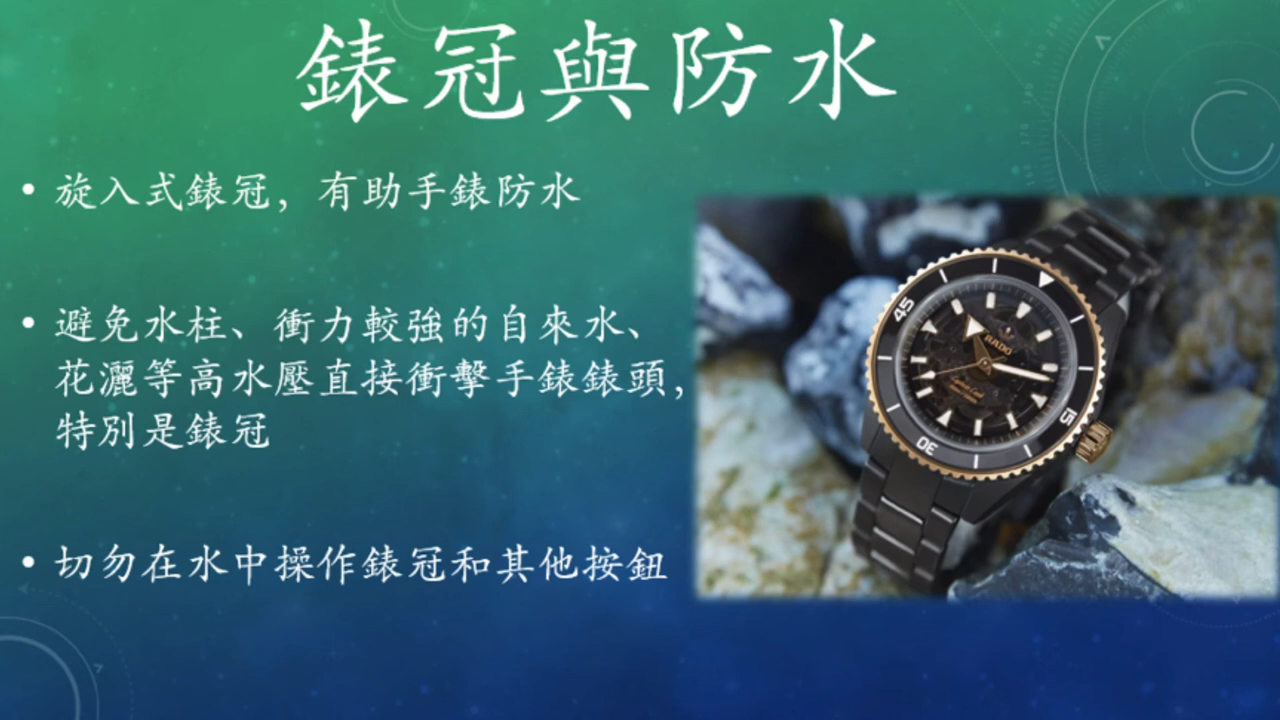 錶冠與防水
• 旋入式錶冠，有助手錶防水
• 避免水柱、衝力較強的自來水、
花灑等高水壓直接衝擊手錶錶頭，
特別是錶冠
• 切勿在水中操作錶冠和其他按鈕
45
RADO
15
30